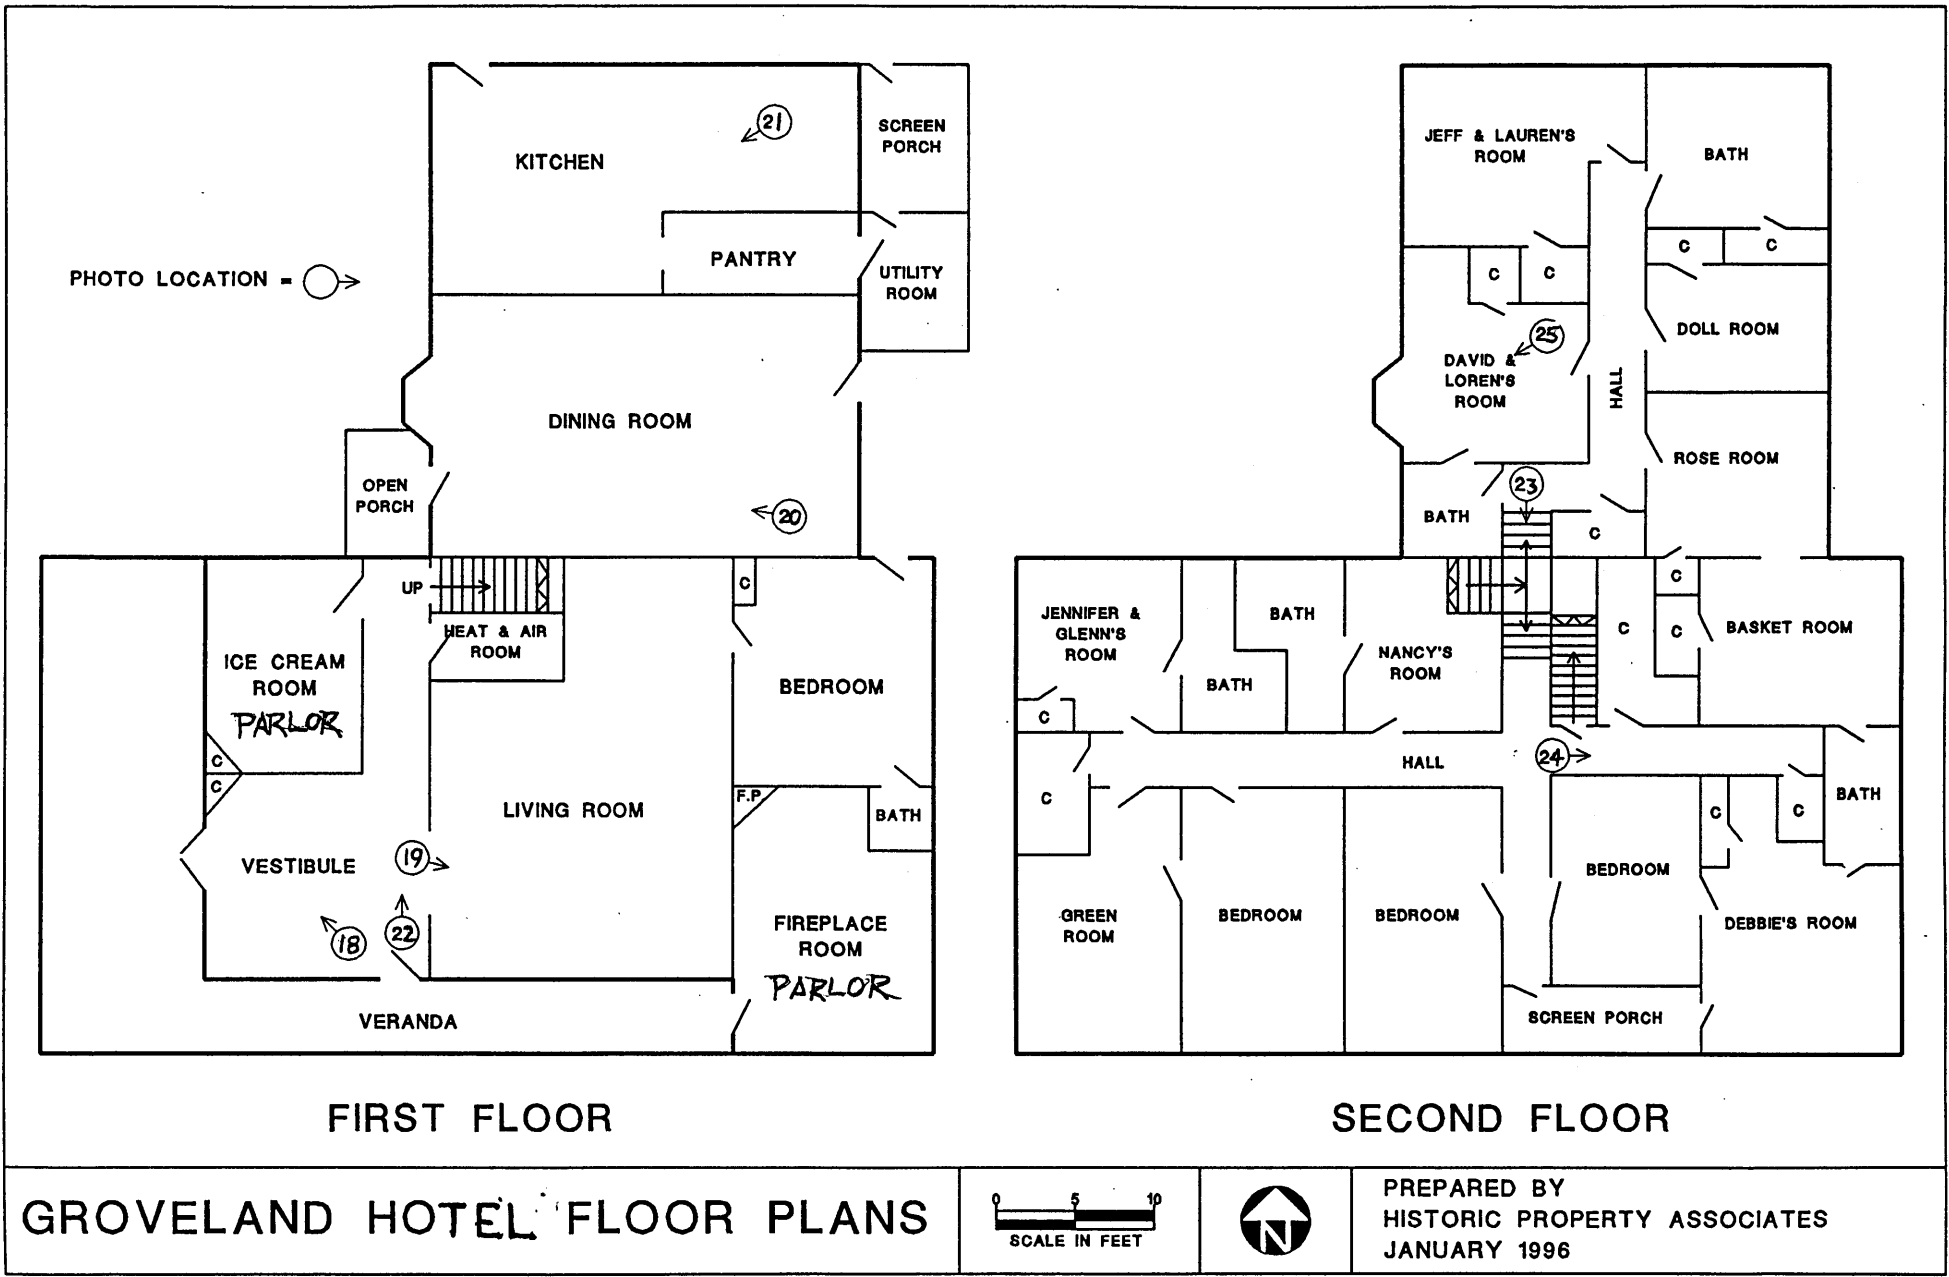 21
SCREEN
PORCH
KITCHEN
PANTRY
PHOTO LOCATION =
UTILITY
ROOM
DINING ROOM
OPEN
PORCH
20
UP
C
HEAT & AIR
ROOM
ICE CREAM
ROOM
PARLOR
BEDROOM
C
C
F.P
LIVING ROOM
BATH
VESTIBULE
19
FIREPLACE
ROOM
PARLOR
18
22
VERANDA
FIRST FLOOR
JEFF & LAUREN'S
ROOM
BATH
C
C
C
C
25
DOLL ROOM
DAVID &
LOREN'S
ROOM
HALL
ROSE ROOM
23
BATH
C
JENNIFER &
GLENN'S
ROOM
BATH
BATH
NANCY'S
ROOM
C
C
C
BASKET ROOM
C
HALL
24
C
C
C
BATH
BEDROOM
GREEN
ROOM
BEDROOM
BEDROOM
DEBBIE'S ROOM
SCREEN PORCH
SECOND FLOOR
GROVELAND HOTEL FLOOR PLANS
0 5 10
SCALE IN FEET
N
PREPARED BY
HISTORIC PROPERTY ASSOCIATES
JANUARY 1996